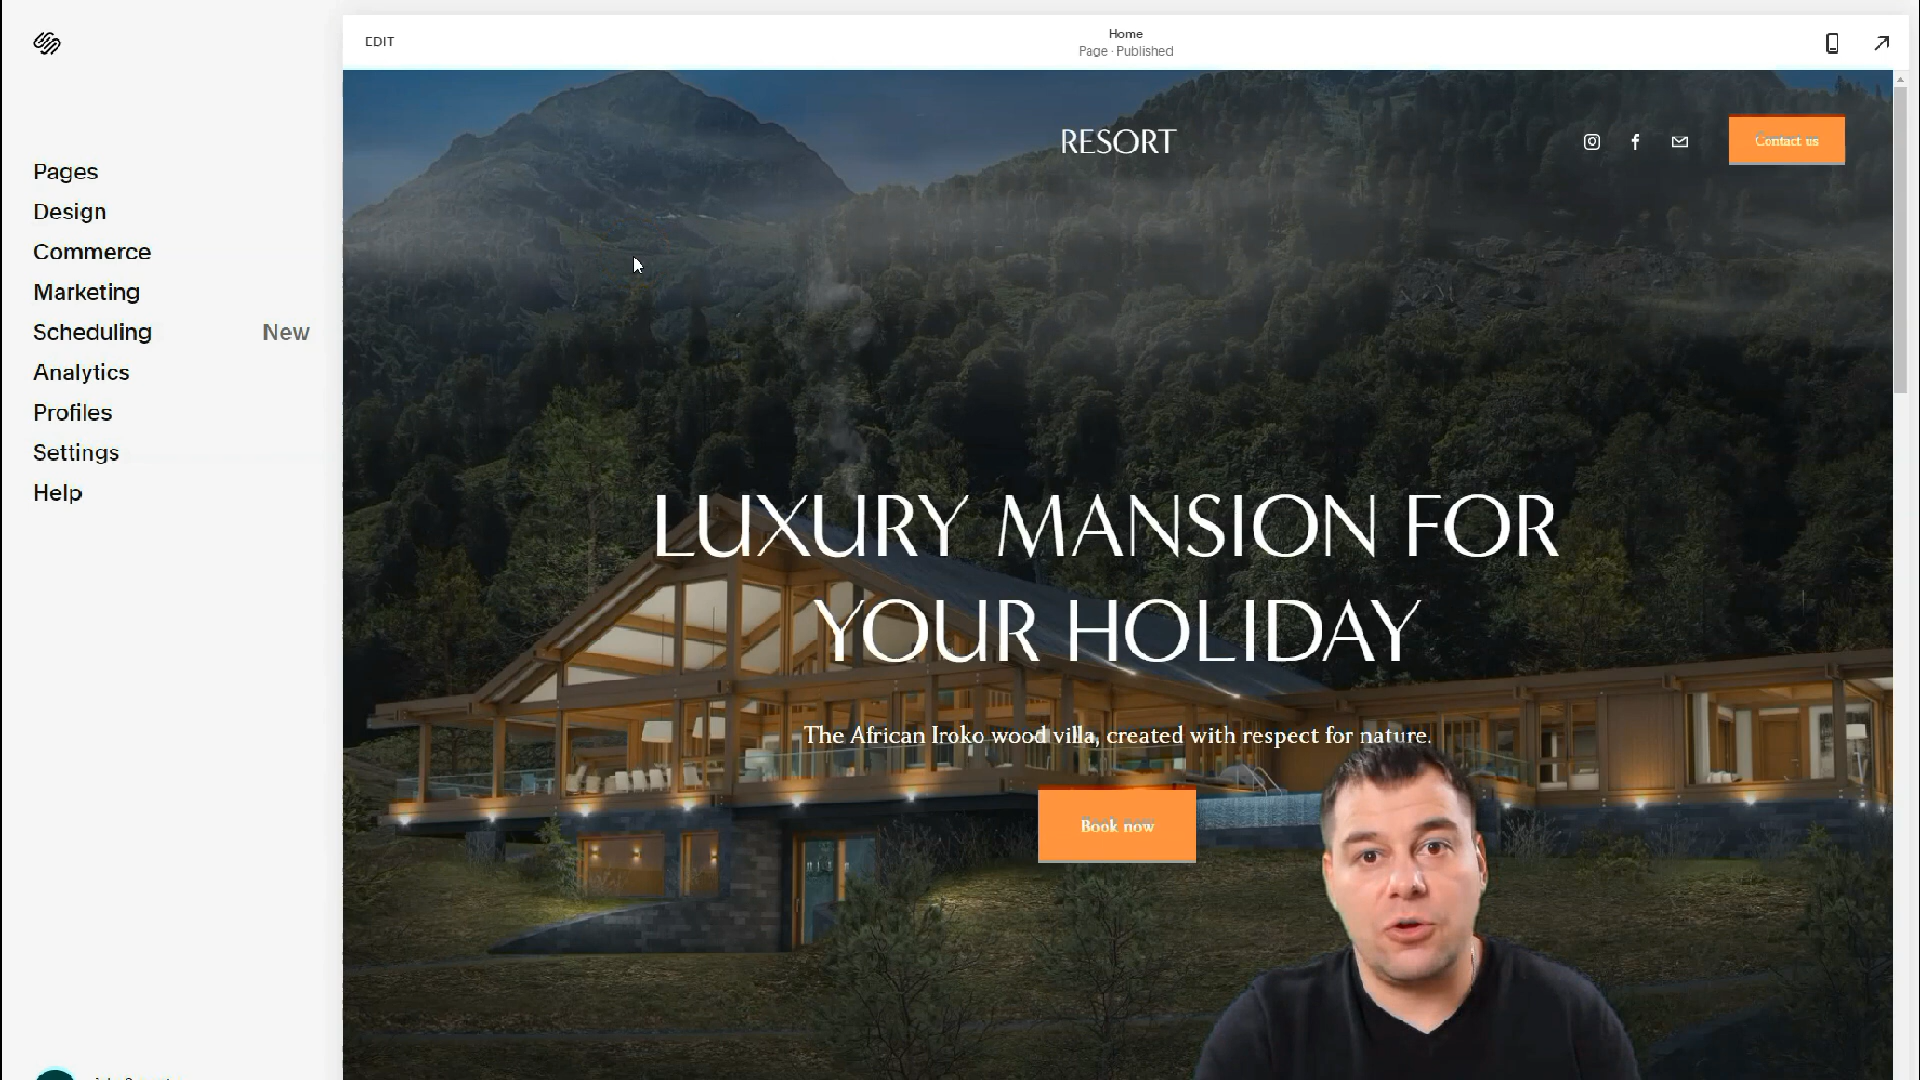 EDIT
Home
Page · Published
Pages
Design
Commerce
Marketing
Scheduling New
Analytics
Profiles
Settings
Help
RESORT
Contact us
LUXURY MANSION FOR
YOUR HOLIDAY
The African Iroko wood villa, created with respect for nature.
Book now